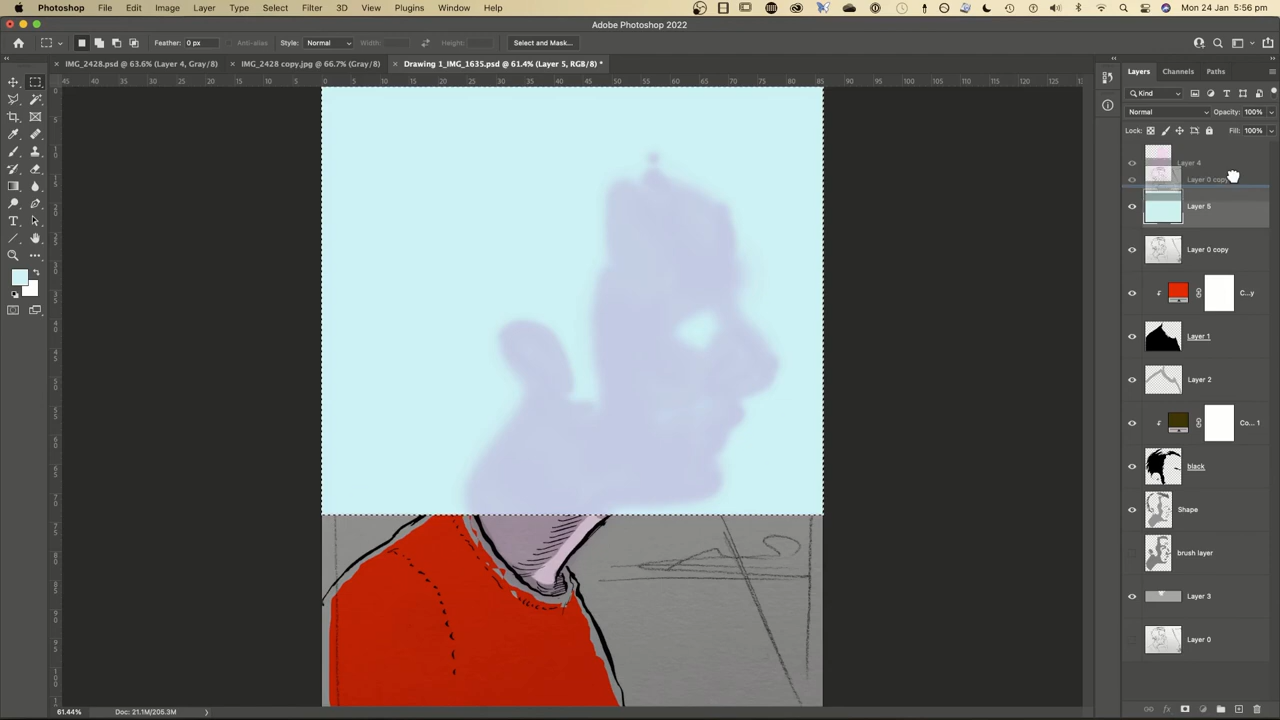 Photoshop File Edit Image Layer Type Select Filter 3D View Plugins Window Help Mon 24 Jan 5:56 pm
Adobe Photoshop 2022
Feather: 0 px Anti-alias Style: Normal Width: Height: Select and Mask...
IMG_2428.psd @ 63.6% (Layer 4, Gray/8) IMG_2428 copy.jpg @ 66.7% (Gray/8) Drawing 1_IMG_1635.psd @ 61.4% (Layer 5, RGB/8) *
Layers Channels Paths
Kind
Normal Opacity: 100%
Lock: Fill: 100%
Layer 4
Layer 0 copy
Layer 5
Layer 0 copy
C...y
Layer 1
Layer 2
Co... 1
black
Shape
brush layer
Layer 3
Layer 0
61.44% Doc: 21.1M/205.3M